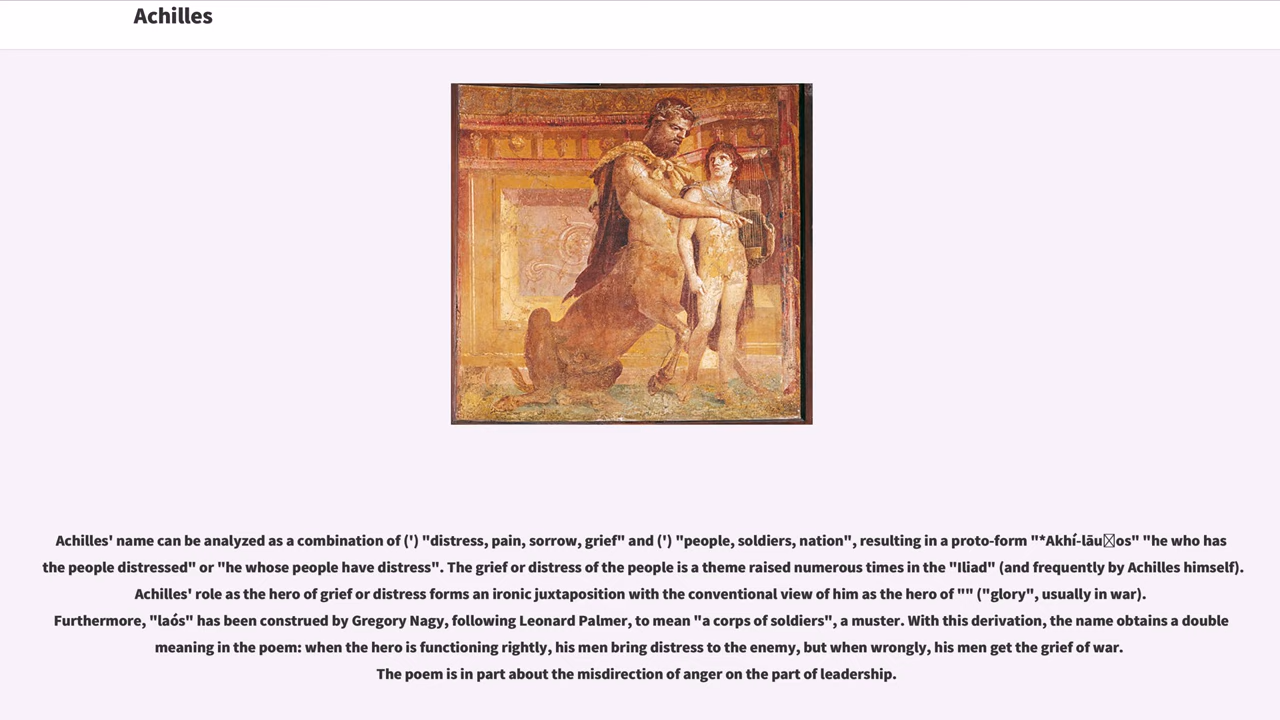 Achilles
Achilles' name can be analyzed as a combination of (') "distress, pain, sorrow, grief" and (') "people, soldiers, nation", resulting in a proto-form "*Akhí-lāu□os" "he who has
the people distressed" or "he whose people have distress". The grief or distress of the people is a theme raised numerous times in the "Iliad" (and frequently by Achilles himself).
Achilles' role as the hero of grief or distress forms an ironic juxtaposition with the conventional view of him as the hero of "" ("glory", usually in war).
Furthermore, "laós" has been construed by Gregory Nagy, following Leonard Palmer, to mean "a corps of soldiers", a muster. With this derivation, the name obtains a double
meaning in the poem: when the hero is functioning rightly, his men bring distress to the enemy, but when wrongly, his men get the grief of war.
The poem is in part about the misdirection of anger on the part of leadership.